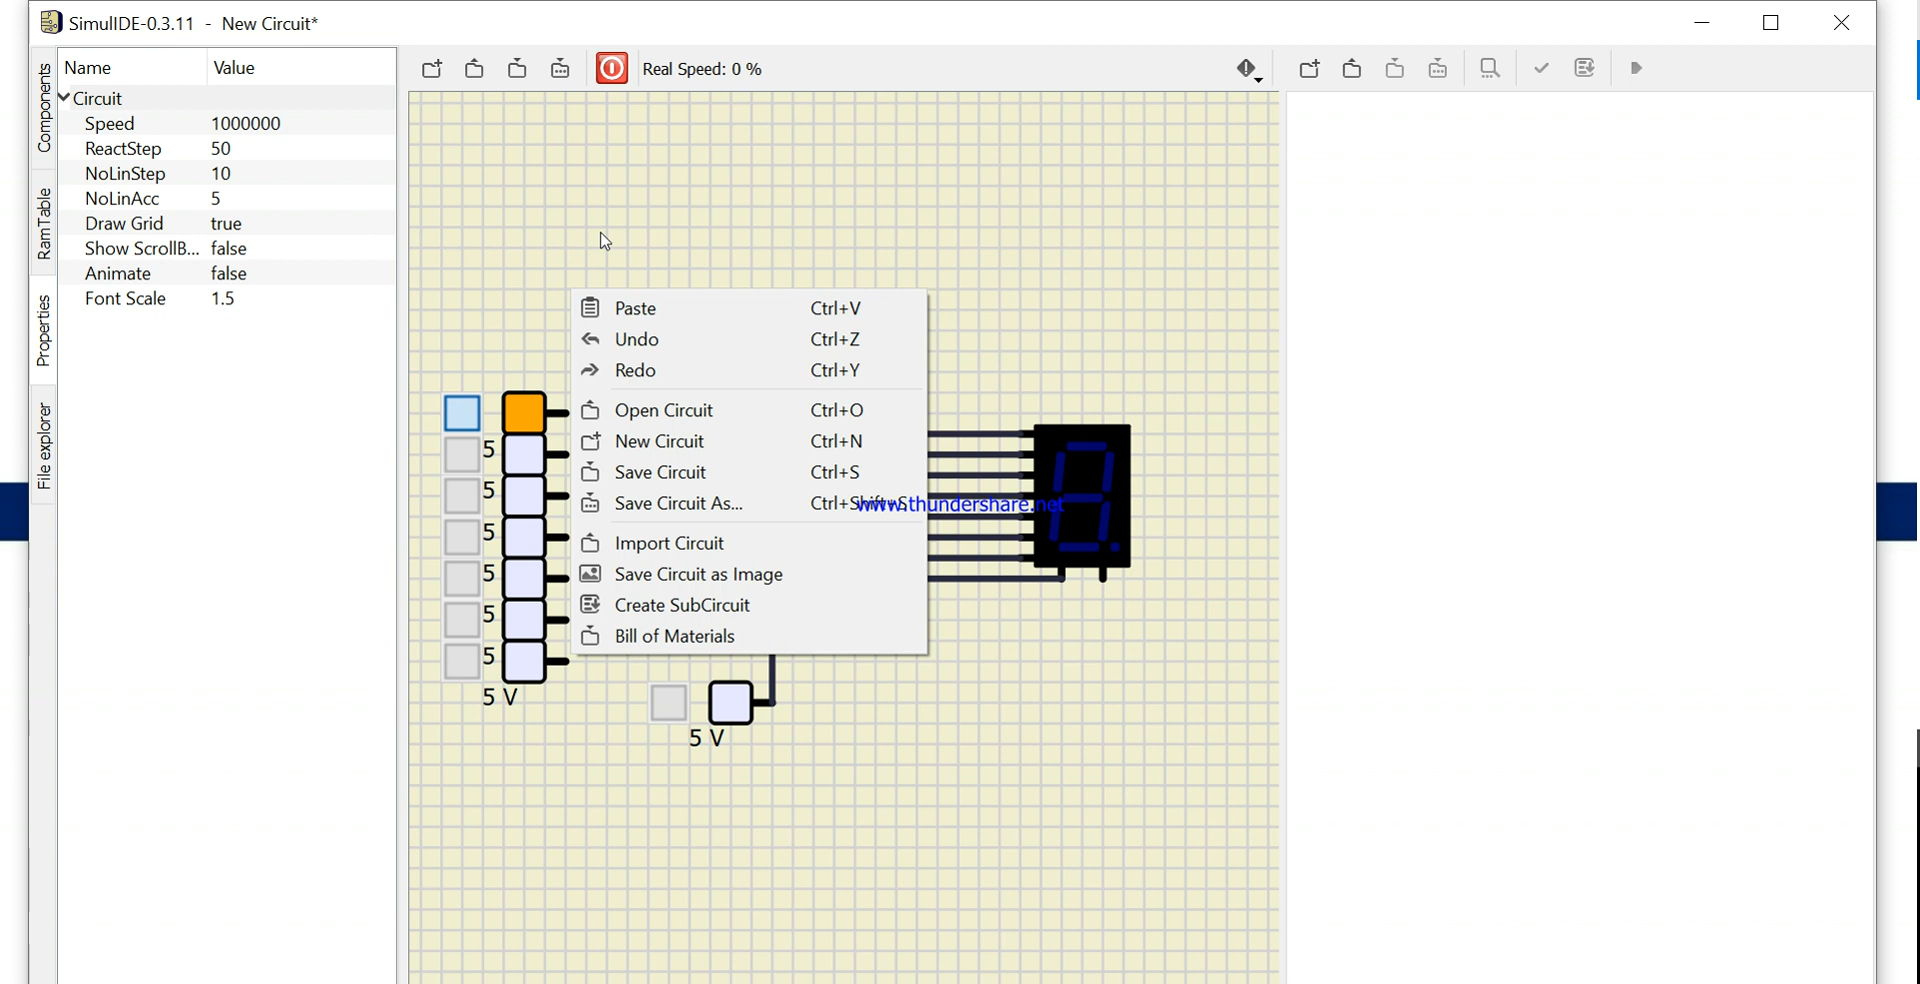 SimulIDE-0.3.11 - New Circuit*
Components
RamTable
Properties
File explorer
Name Value
Circuit
Speed 1000000
ReactStep 50
NoLinStep 10
NoLinAcc 5
Draw Grid true
Show ScrollB... false
Animate false
Font Scale 1.5
Real Speed: 0 %
Paste Ctrl+V
Undo Ctrl+Z
Redo Ctrl+Y
Open Circuit Ctrl+O
New Circuit Ctrl+N
Save Circuit Ctrl+S
Save Circuit As... Ctrl+Shift+S
www.thundershare.net
Import Circuit
Save Circuit as Image
Create SubCircuit
Bill of Materials
5
5
5
5
5
5
5 V
5 V